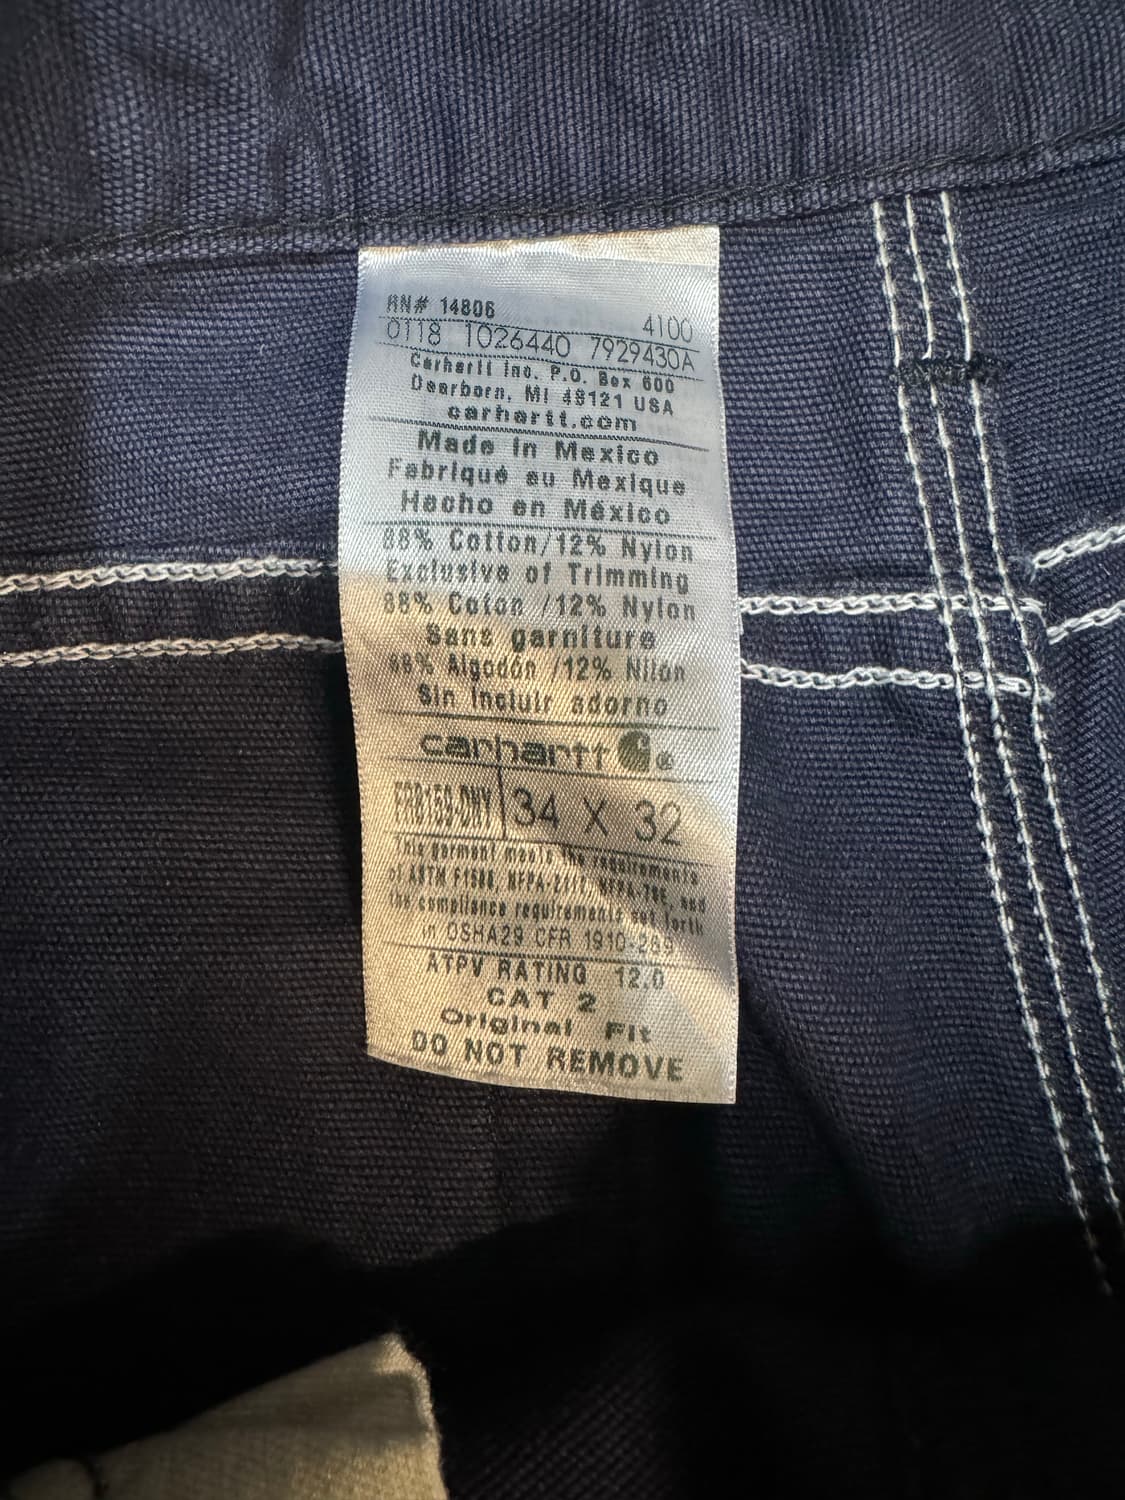 RN# 14806 4100
0118 1026440 7929430A
Carhartt Inc. P.O. Box 600
Dearborn, MI 48121 USA
carhartt.com
Made in Mexico
Fabriqué au Mexique
Hecho en México
88% Cotton/12% Nylon
Exclusive of Trimming
88% Coton /12% Nylon
Sans garniture
88% Algodón /12% Nilon
Sin incluir adorno
carhartt ®
FRB159-DNY 34 X 32
This garment meets the requirements
of ASTM F1506, NFPA-2112, NFPA-70E, and
the compliance requirements set forth
in OSHA29 CFR 1910-269
ATPV RATING 12.0
CAT 2
Original Fit
DO NOT REMOVE